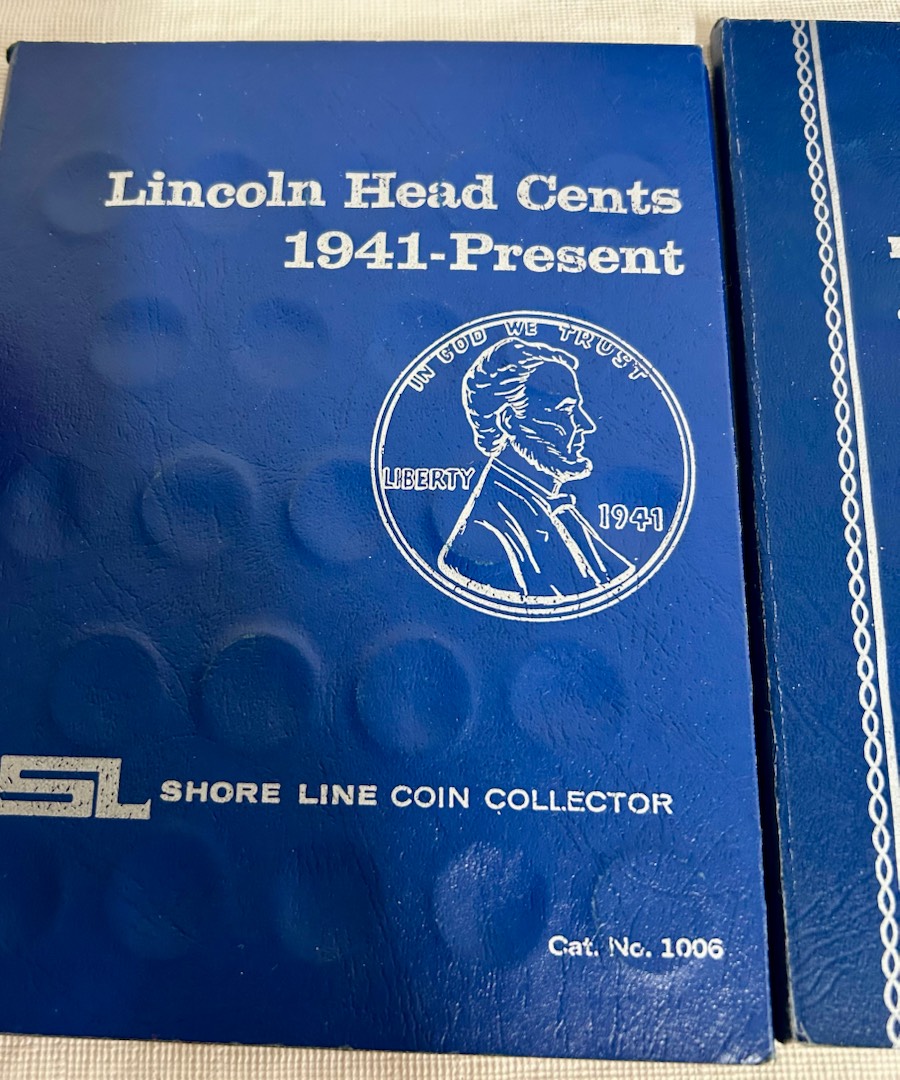 Lincoln Head Cents
1941-Present
IN GOD WE TRUST
LIBERTY
1941
SL SHORE LINE COIN COLLECTOR
Cat. No. 1006